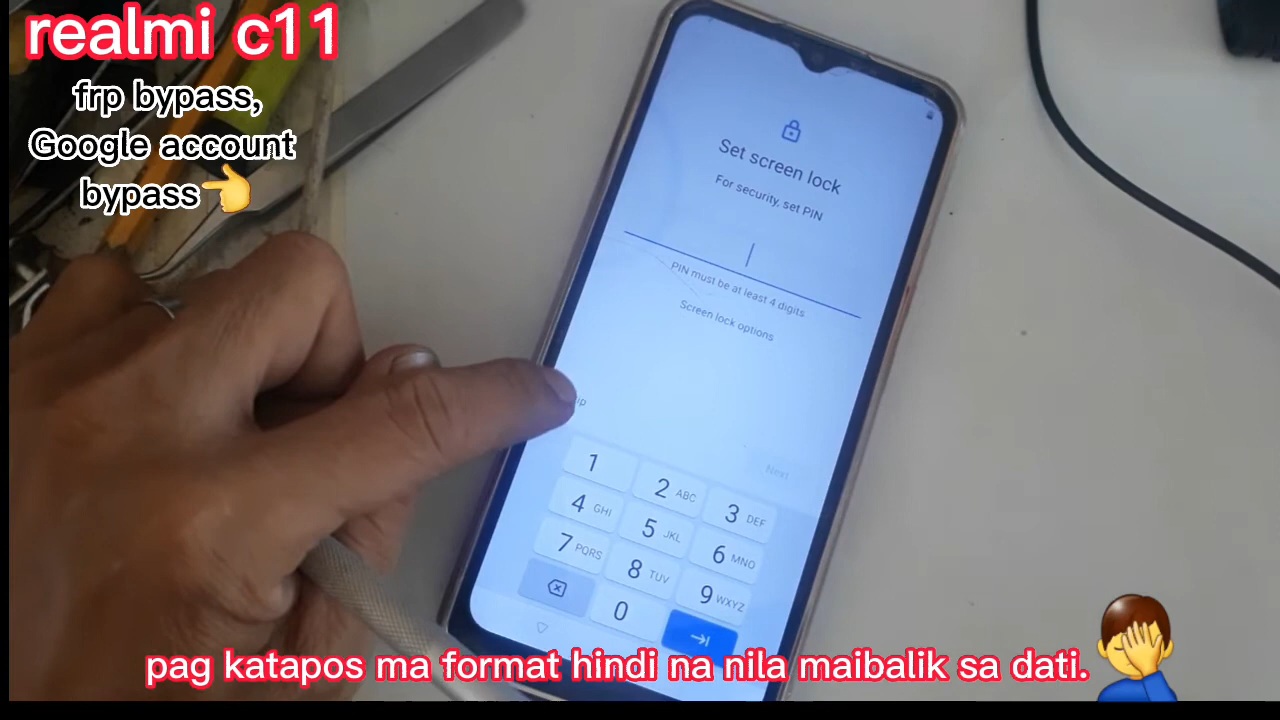 realmi c11
frp bypass,
Google account
bypass
Set screen lock
For security, set PIN
PIN must be at least 4 digits
Screen lock options
ip
Next
1
2 ABC
3 DEF
4 GHI
5 JKL
6 MNO
7 PQRS
8 TUV
9 WXYZ
0
pag katapos ma format hindi na nila maibalik sa dati.